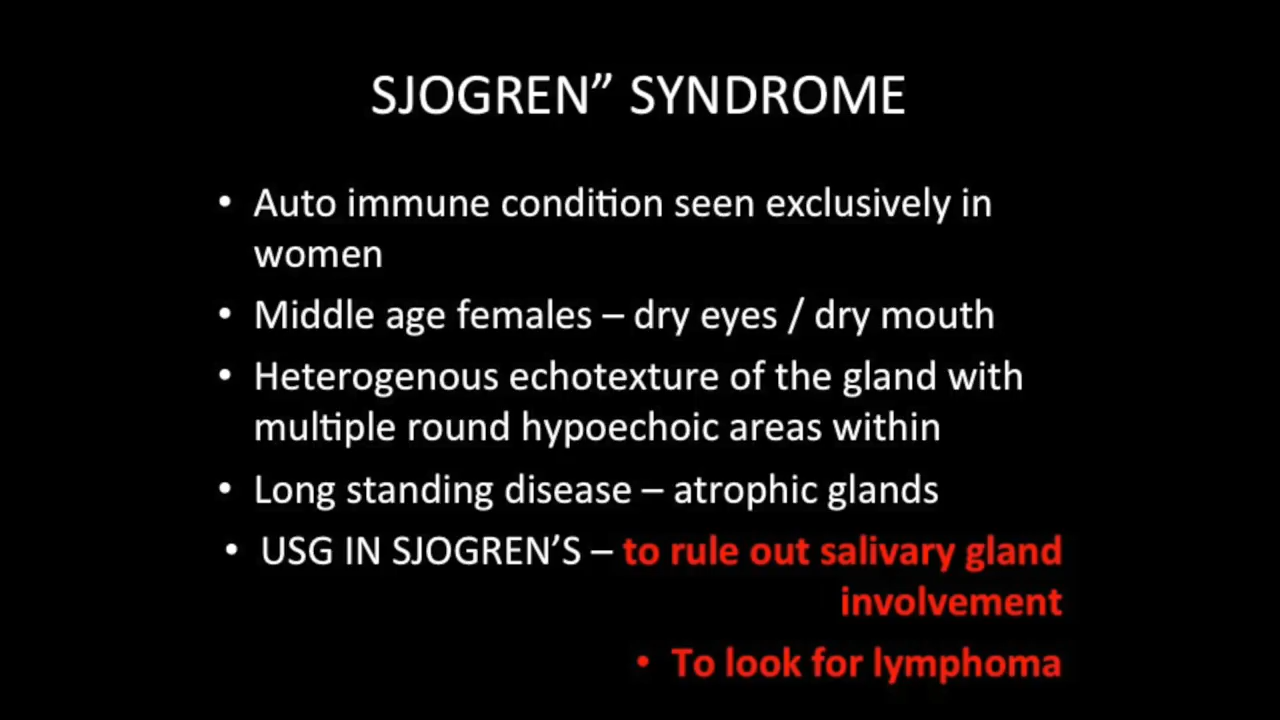 SJOGREN” SYNDROME
• Auto immune condition seen exclusively in
women
• Middle age females – dry eyes / dry mouth
• Heterogenous echotexture of the gland with
multiple round hypoechoic areas within
• Long standing disease – atrophic glands
• USG IN SJOGREN’S – to rule out salivary gland
involvement
• To look for lymphoma